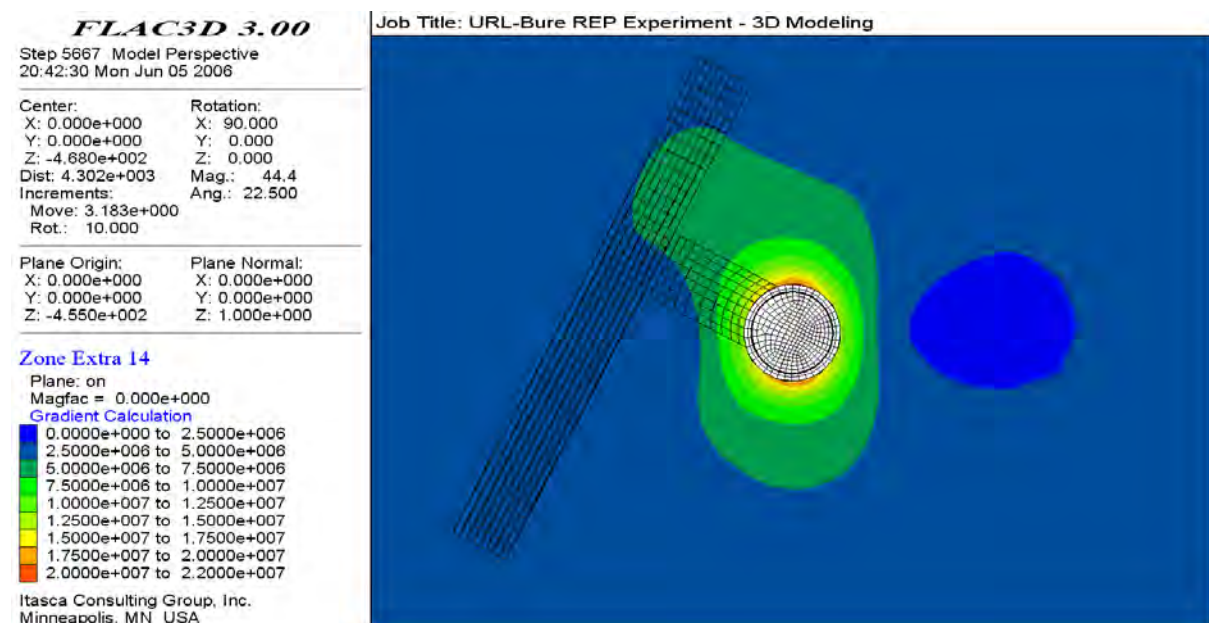 FLAC3D 3.00
Job Title: URL-Bure REP Experiment - 3D Modeling
Step 5667 Model Perspective
20:42:30 Mon Jun 05 2006
Center: Rotation:
X: 0.000e+000 X: 90.000
Y: 0.000e+000 Y: 0.000
Z: -4.680e+002 Z: 0.000
Dist: 4.302e+003 Mag.: 44.4
Increments: Ang.: 22.500
Move: 3.183e+000
Rot.: 10.000
Plane Origin: Plane Normal:
X: 0.000e+000 X: 0.000e+000
Y: 0.000e+000 Y: 0.000e+000
Z: -4.550e+002 Z: 1.000e+000
Zone Extra 14
Plane: on
Magfac = 0.000e+000
Gradient Calculation
0.0000e+000 to 2.5000e+006
2.5000e+006 to 5.0000e+006
5.0000e+006 to 7.5000e+006
7.5000e+006 to 1.0000e+007
1.0000e+007 to 1.2500e+007
1.2500e+007 to 1.5000e+007
1.5000e+007 to 1.7500e+007
1.7500e+007 to 2.0000e+007
2.0000e+007 to 2.2000e+007
Itasca Consulting Group, Inc.
Minneapolis, MN USA